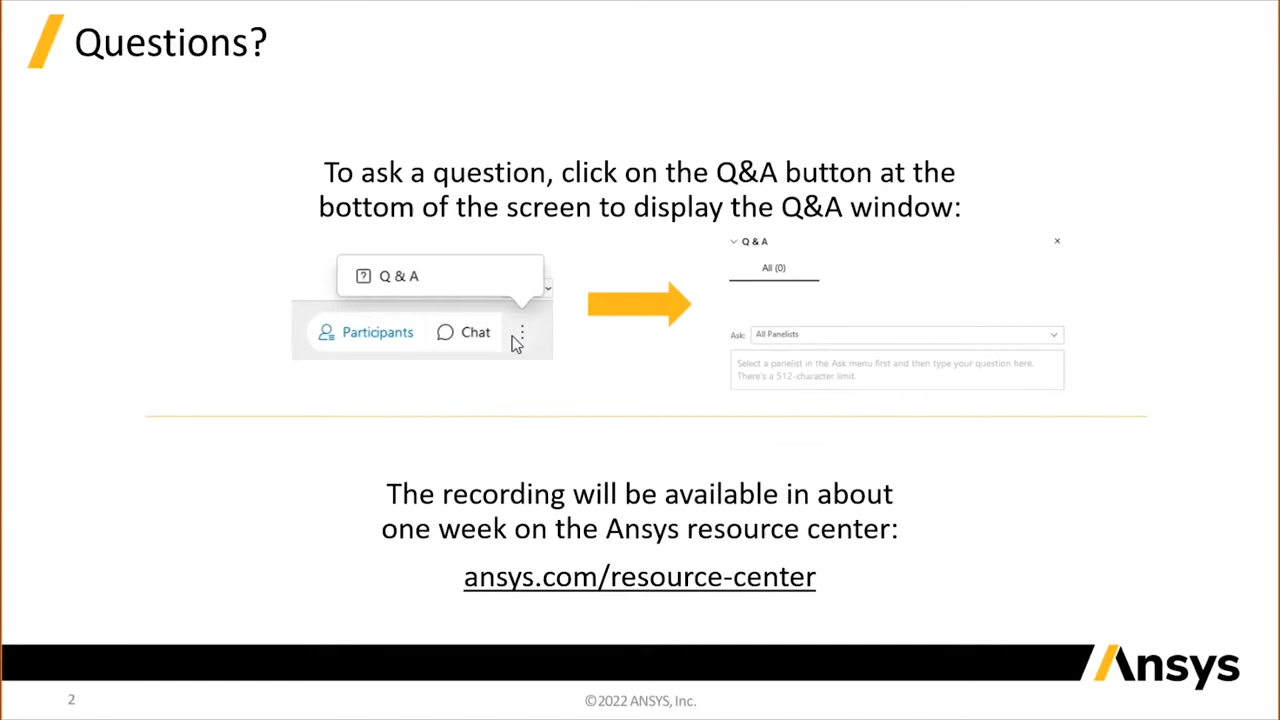 Questions?
To ask a question, click on the Q&A button at the
bottom of the screen to display the Q&A window:
Q & A
Participants
Chat
Q & A
All (0)
Ask:
All Panelists
Select a panelist in the Ask menu first and then type your question here.
There's a 512-character limit.
The recording will be available in about
one week on the Ansys resource center:
ansys.com/resource-center
Ansys
2
©2022 ANSYS, Inc.